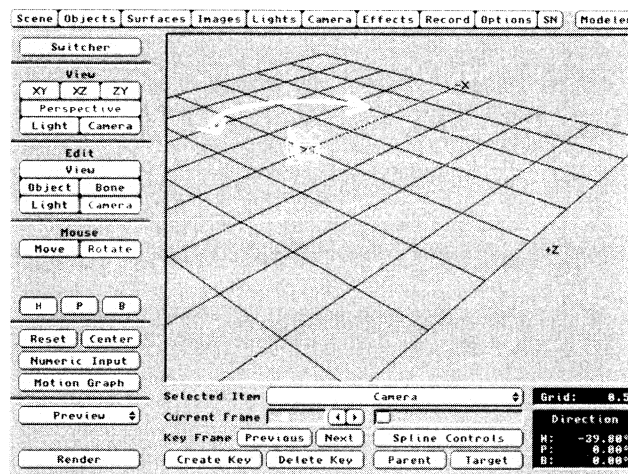 Scene Objects Surfaces Images Lights Camera Effects Record Options SN Modeler
Switcher
View
XY XZ ZY
Perspective
Light Camera
Edit
View
Object Bone
Light Camera
Mouse
Move Rotate
H P B
Reset Center
Numeric Input
Motion Graph
Preview
Render
-X
+Z
Selected Item Camera
Grid: 0.5
Current Frame
Direction
Key Frame Previous Next Spline Controls
H: -39.80°
P: 0.00°
B: 0.00°
Create Key Delete Key Parent Target